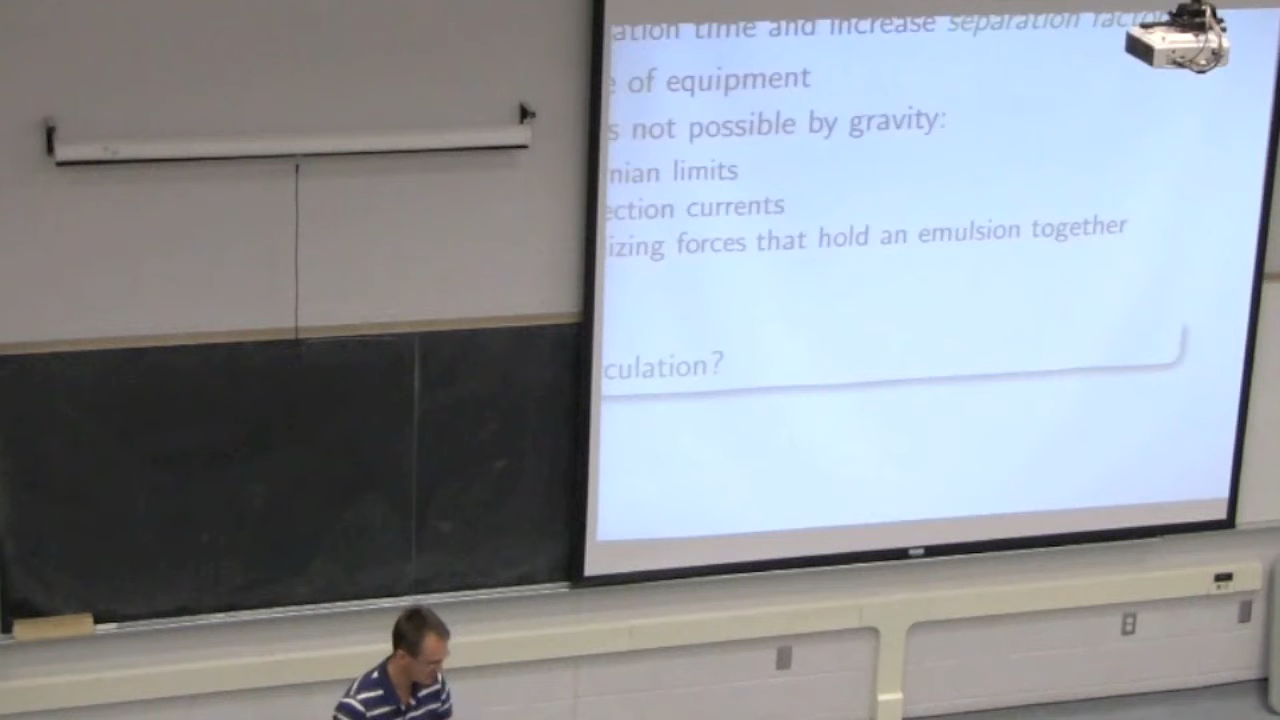 ation time and increase separation factor
e of equipment
s not possible by gravity:
nian limits
ection currents
izing forces that hold an emulsion together
culation?